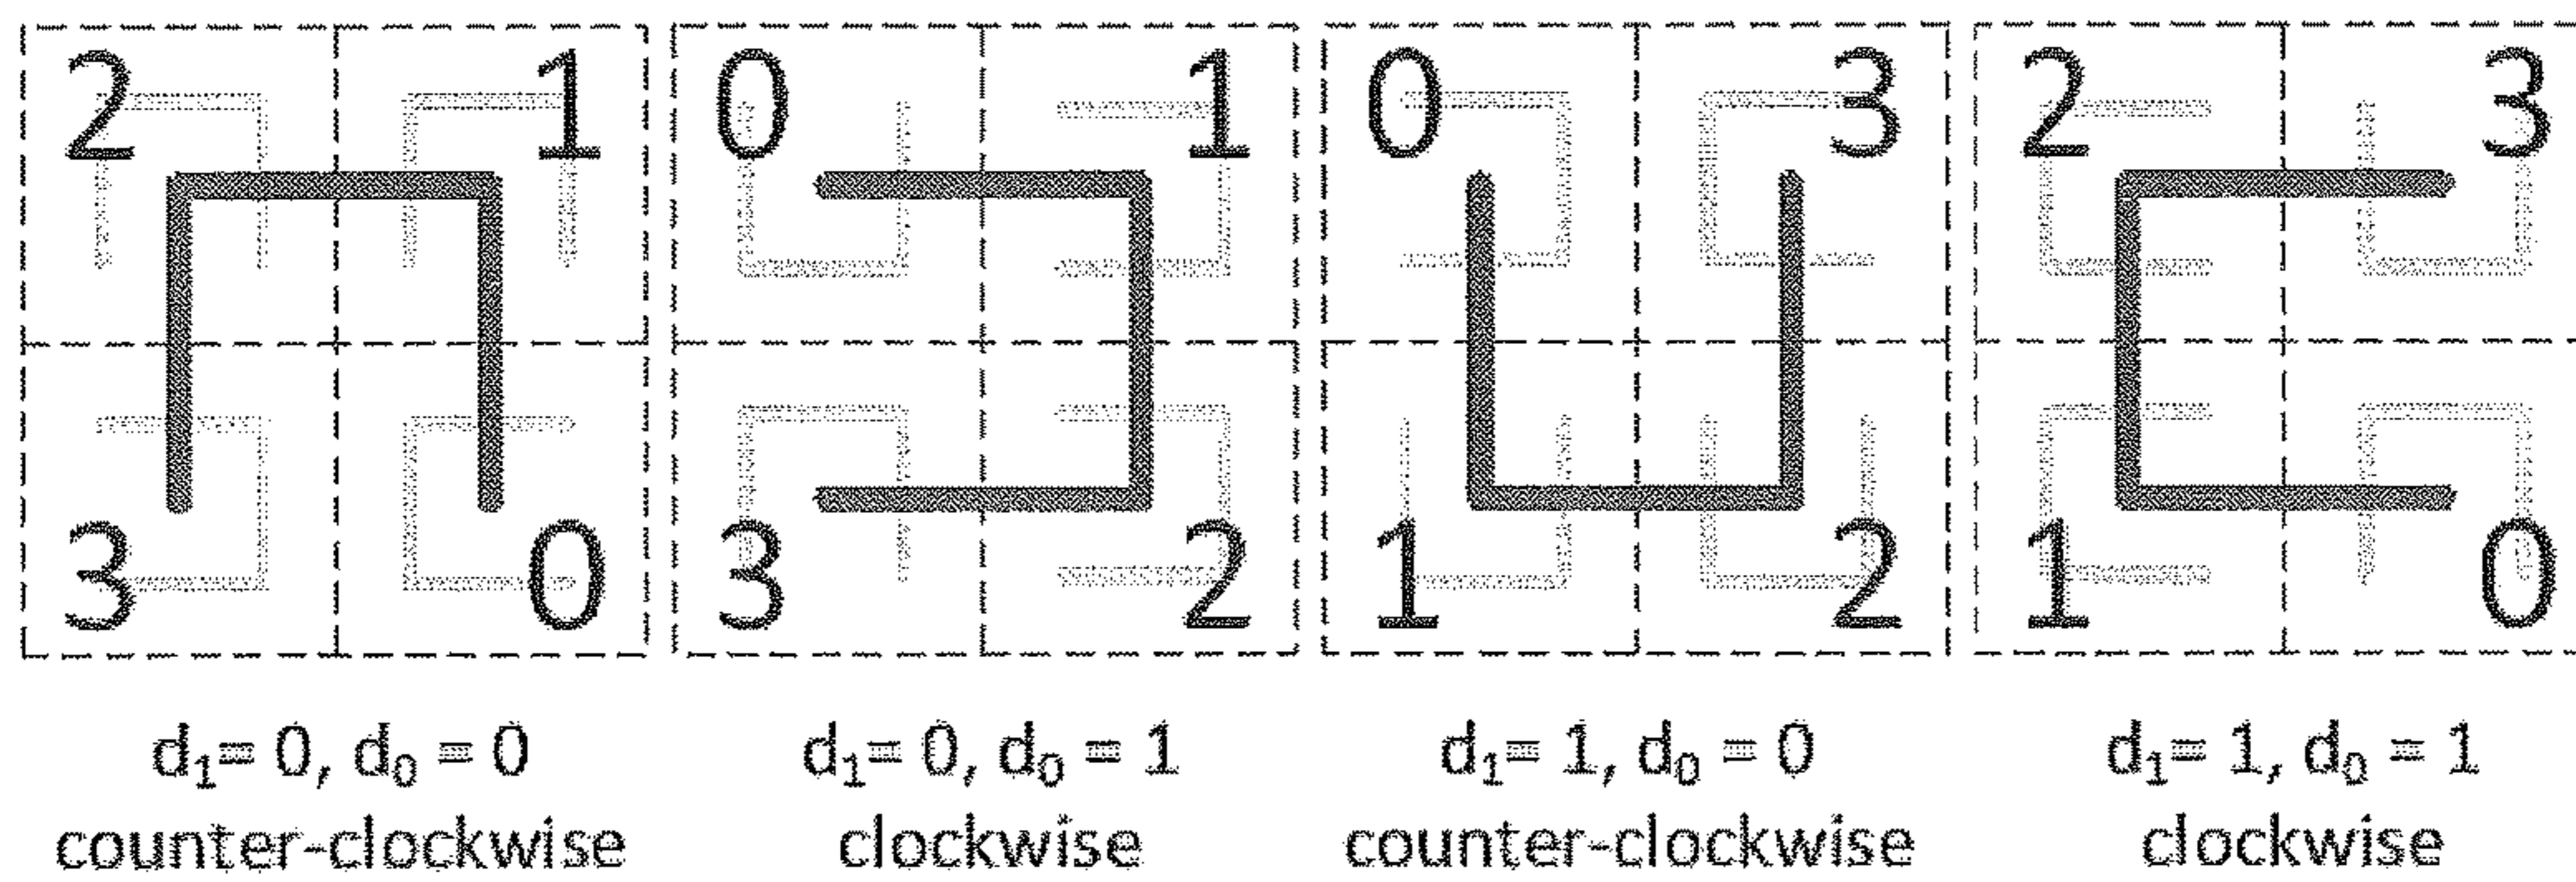 2 1 0 1 0 3 2 3
3 0 3 2 1 2 1 0
d₁= 0, d₀ = 0 d₁= 0, d₀ = 1 d₁= 1, d₀ = 0 d₁= 1, d₀ = 1
counter-clockwise clockwise counter-clockwise clockwise